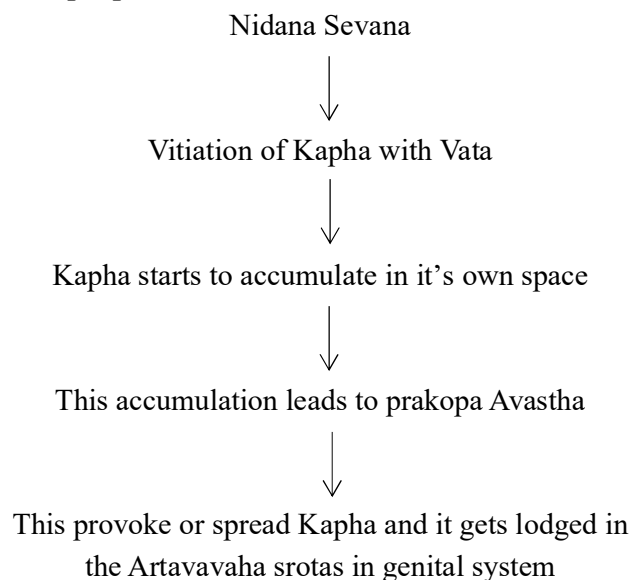 Nidana Sevana
Vitiation of Kapha with Vata
Kapha starts to accumulate in it's own space
This accumulation leads to prakopa Avastha
This provoke or spread Kapha and it gets lodged in
the Artavavaha srotas in genital system